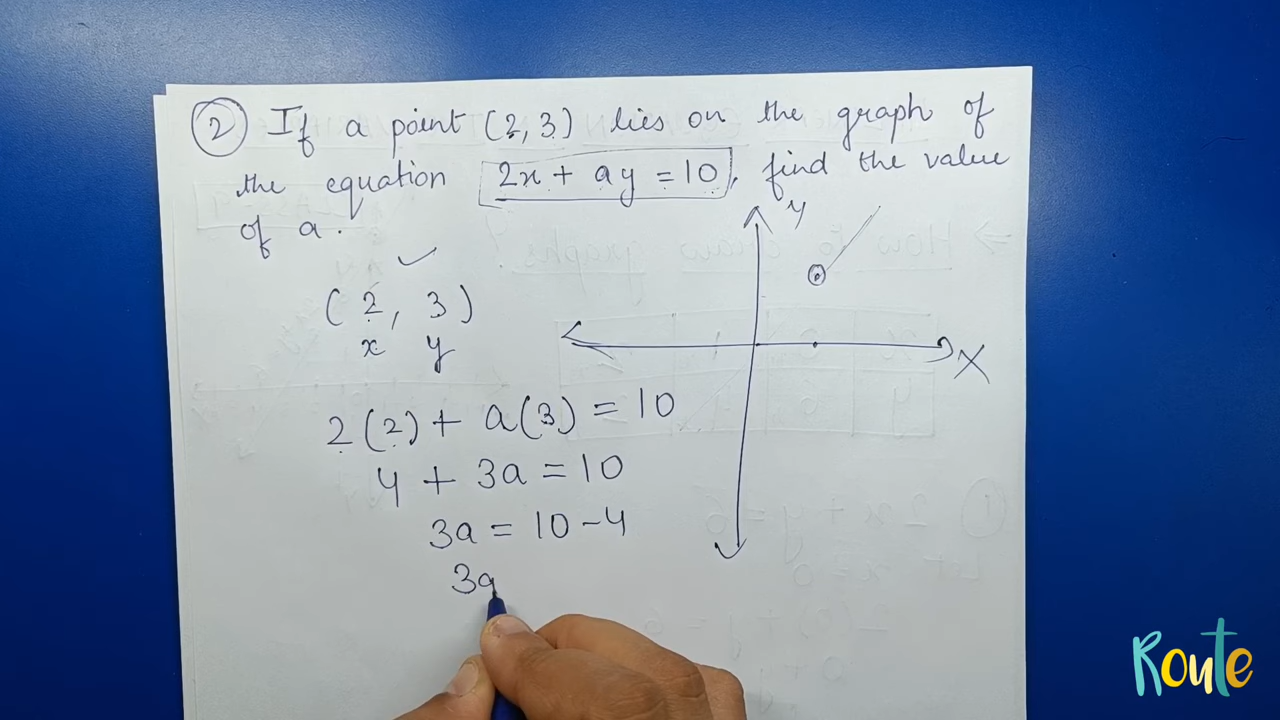 2 If a point (2, 3) lies on the graph of
the equation 2x + ay = 10, find the value
of a.
(2, 3)
x y
2(2) + a(3) = 10
4 + 3a = 10
3a = 10 - 4
3a
y
X
Route